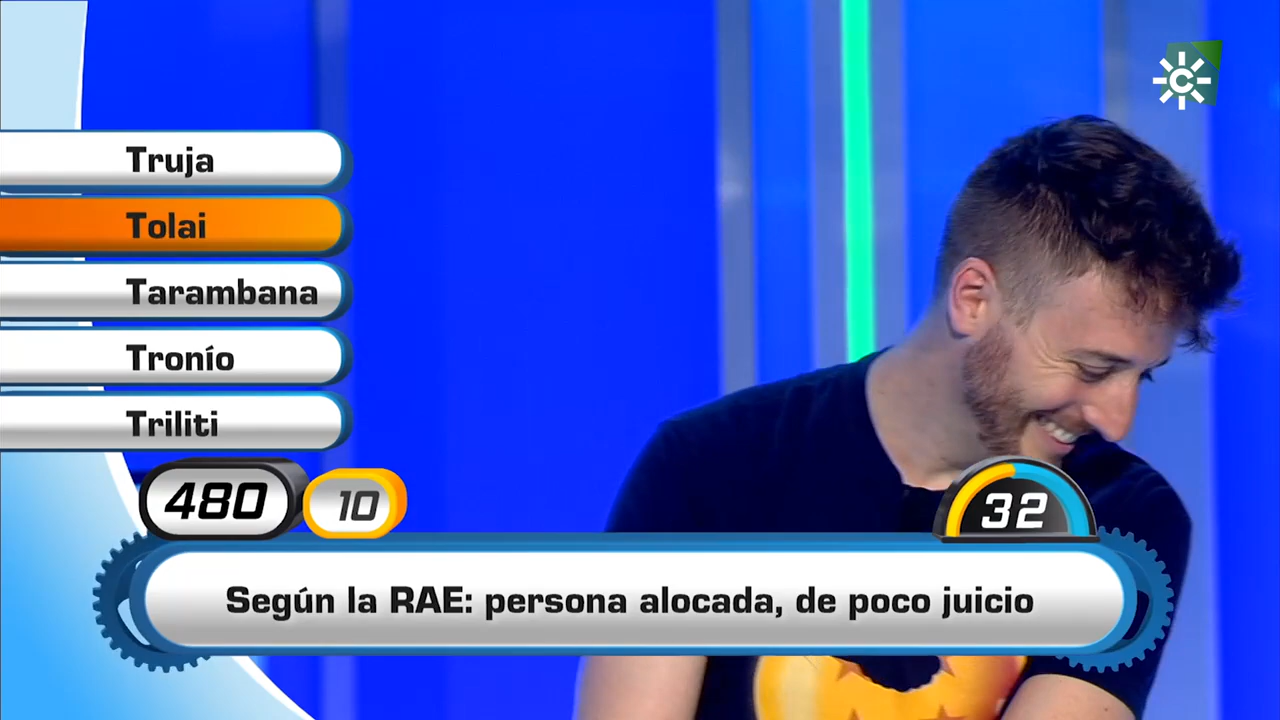 Truja
Tolai
Tarambana
Tronío
Triliti
480
10
32
Según la RAE: persona alocada, de poco juicio